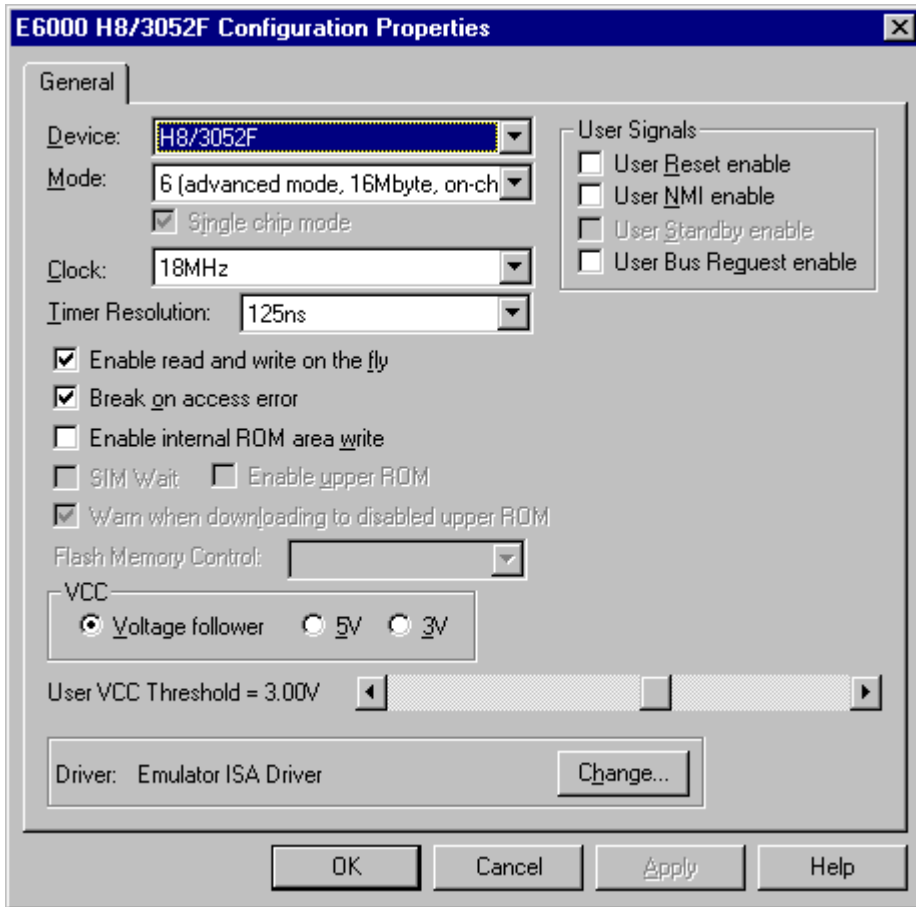 E6000 H8/3052F Configuration Properties
General
Device: H8/3052F
Mode: 6 (advanced mode, 16Mbyte, on-ch
Single chip mode
Clock: 18MHz
Timer Resolution: 125ns
User Signals
User Reset enable
User NMI enable
User Standby enable
User Bus Reguest enable
Enable read and write on the fly
Break on access error
Enable internal ROM area write
SIM Wait Enable upper ROM
Warn when downloading to disabled upper ROM
Flash Memory Control:
VCC
Voltage follower 5V 3V
User VCC Threshold = 3.00V
Driver: Emulator ISA Driver Change...
OK Cancel Apply Help